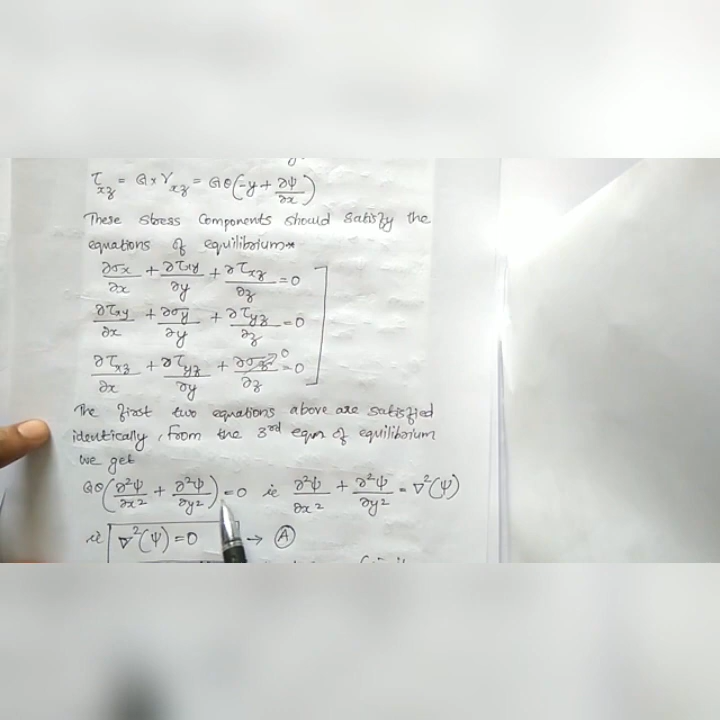 τ_xz = G×γ_xz = Gθ(-y + ∂ψ/∂x)
These stress components should satisfy the
equations of equilibrium
∂σx/∂x + ∂τxy/∂y + ∂τxz/∂z = 0
∂τxy/∂x + ∂σy/∂y + ∂τyz/∂z = 0
∂τxz/∂x + ∂τyz/∂y + ∂σz/∂z = 0
The first two equations above are satisfied
identically, from the 3rd eqn of equilibrium
we get
Gθ(∂²ψ/∂x² + ∂²ψ/∂y²) = 0 ie ∂²ψ/∂x² + ∂²ψ/∂y² = ∇²(ψ)
ie ∇²(ψ) = 0 → (A)